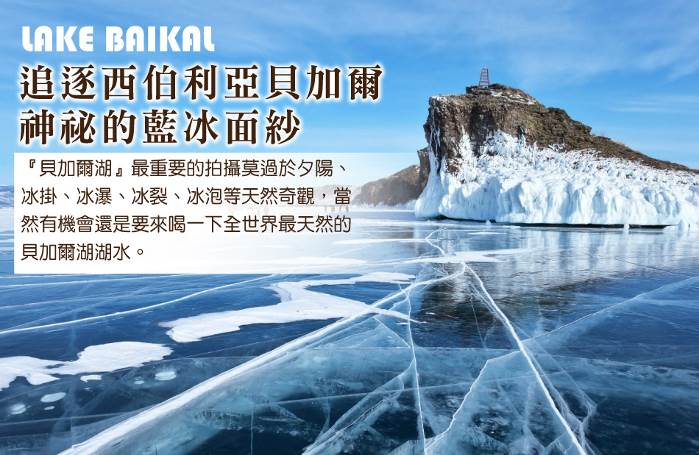 LAKE BAIKAL
追逐西伯利亞貝加爾
神祕的藍冰面紗
『貝加爾湖』最重要的拍攝莫過於夕陽、
冰掛、冰瀑、冰裂、冰泡等天然奇觀，當
然有機會還是要來喝一下全世界最天然的
貝加爾湖湖水。